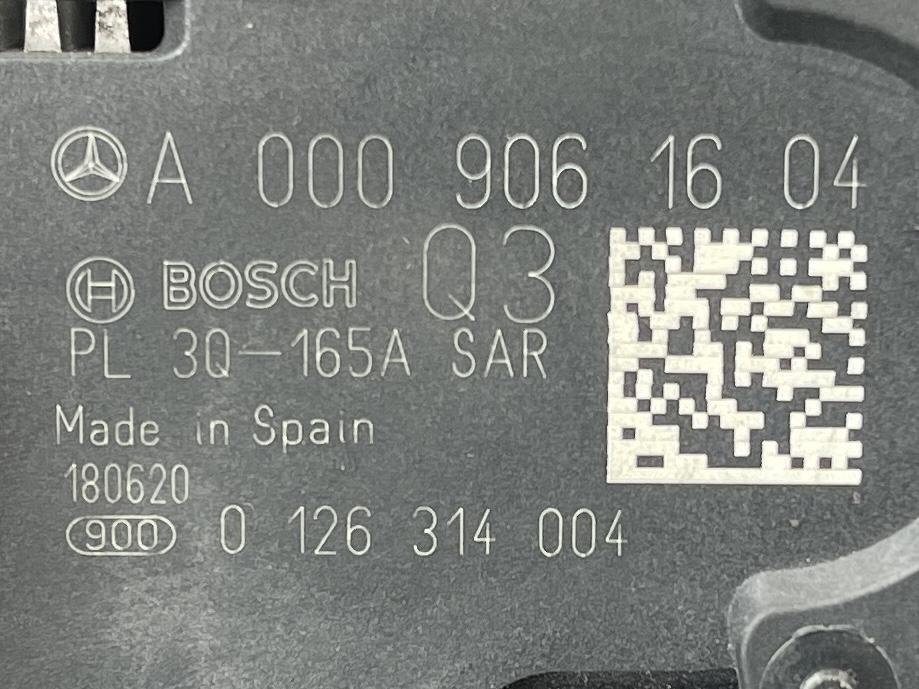 A 000 906 16 04
BOSCH Q3
PL 3Q-165A SAR
Made in Spain
180620
900 0 126 314 004